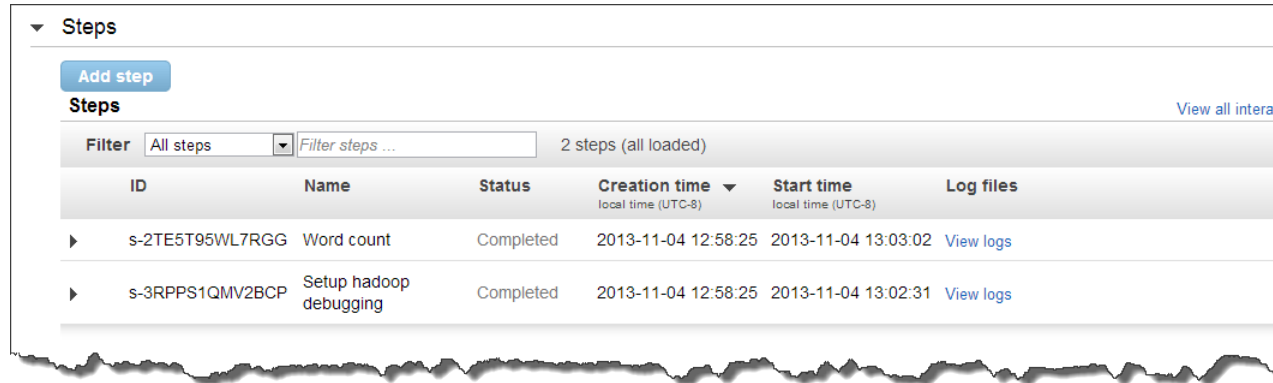 Steps
Add step
Steps
View all intera
Filter All steps Filter steps ... 2 steps (all loaded)
ID Name Status Creation time Start time Log files
local time (UTC-8) local time (UTC-8)
s-2TE5T95WL7RGG Word count Completed 2013-11-04 12:58:25 2013-11-04 13:03:02 View logs
s-3RPPS1QMV2BCP Setup hadoop debugging Completed 2013-11-04 12:58:25 2013-11-04 13:02:31 View logs